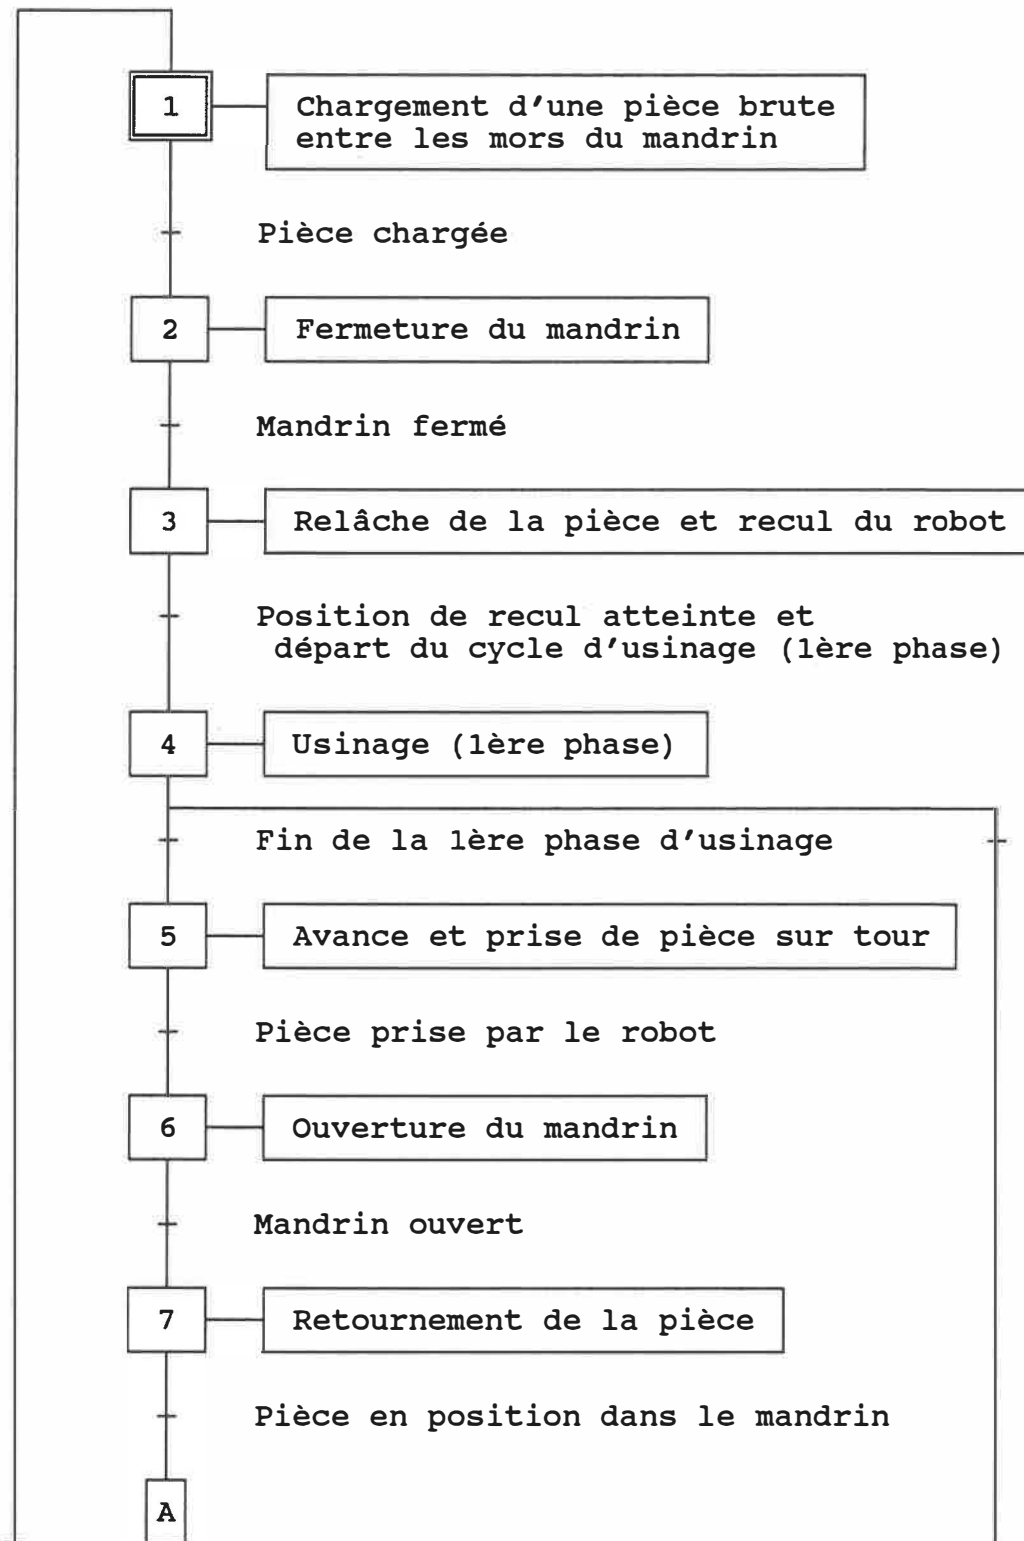 1
Chargement d'une pièce brute
entre les mors du mandrin
Pièce chargée
2
Fermeture du mandrin
Mandrin fermé
3
Relâche de la pièce et recul du robot
Position de recul atteinte et
départ du cycle d'usinage (1ère phase)
4
Usinage (1ère phase)
Fin de la 1ère phase d'usinage
5
Avance et prise de pièce sur tour
Pièce prise par le robot
6
Ouverture du mandrin
Mandrin ouvert
7
Retournement de la pièce
Pièce en position dans le mandrin
A